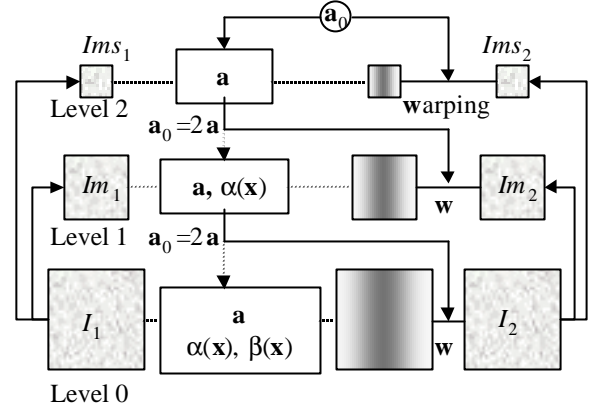 a₀
Ims₁
Ims₂
a
Level 2
warping
a₀ =2 a
Im₁
a, α(x)
Im₂
w
Level 1
a₀ =2 a
I₁
a
α(x), β(x)
I₂
w
Level 0